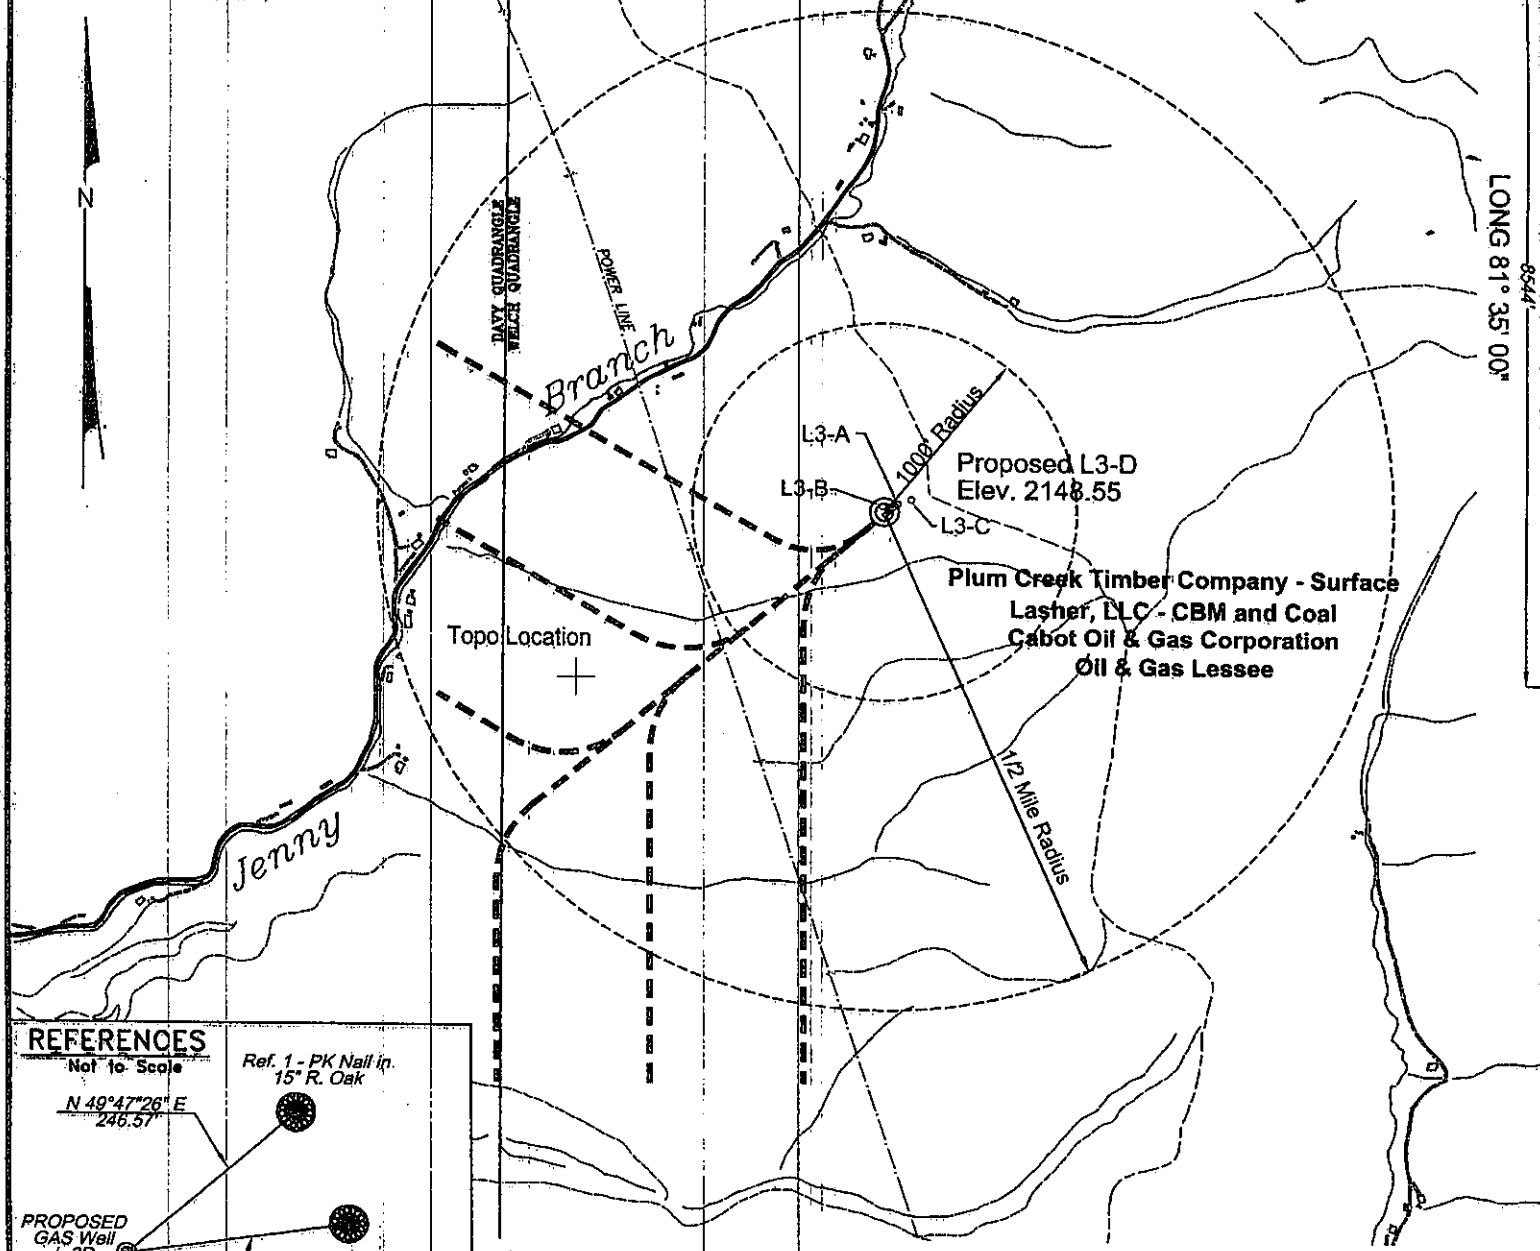 N
DAVY QUADRANGLE
WELCH QUADRANGLE
POWER LINE
LONG 81° 35' 00"
8544'
Branch
1000' Radius
L3-A
Proposed L3-D
Elev. 2148.55
L3-B
L3-C
Plum Creek Timber Company - Surface
Lasher, LLC - CBM and Coal
Cabot Oil & Gas Corporation
Oil & Gas Lessee
Topo Location
1/2 Mile Radius
Jenny
REFERENCES
Not to Scale
Ref. 1 - PK Nail in
15" R. Oak
N 49°47'26" E
246.57'
PROPOSED
GAS Well